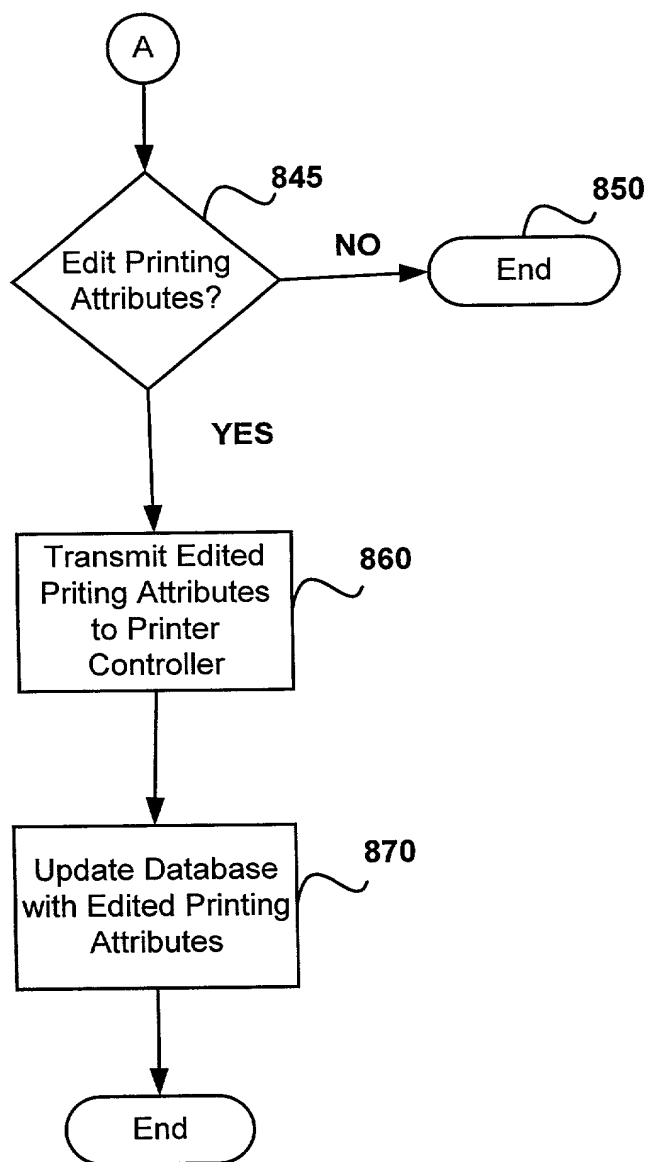 A
845
Edit Printing
Attributes?
NO
850
End
YES
Transmit Edited
Priting Attributes
to Printer
Controller
860
Update Database
with Edited Printing
Attributes
870
End